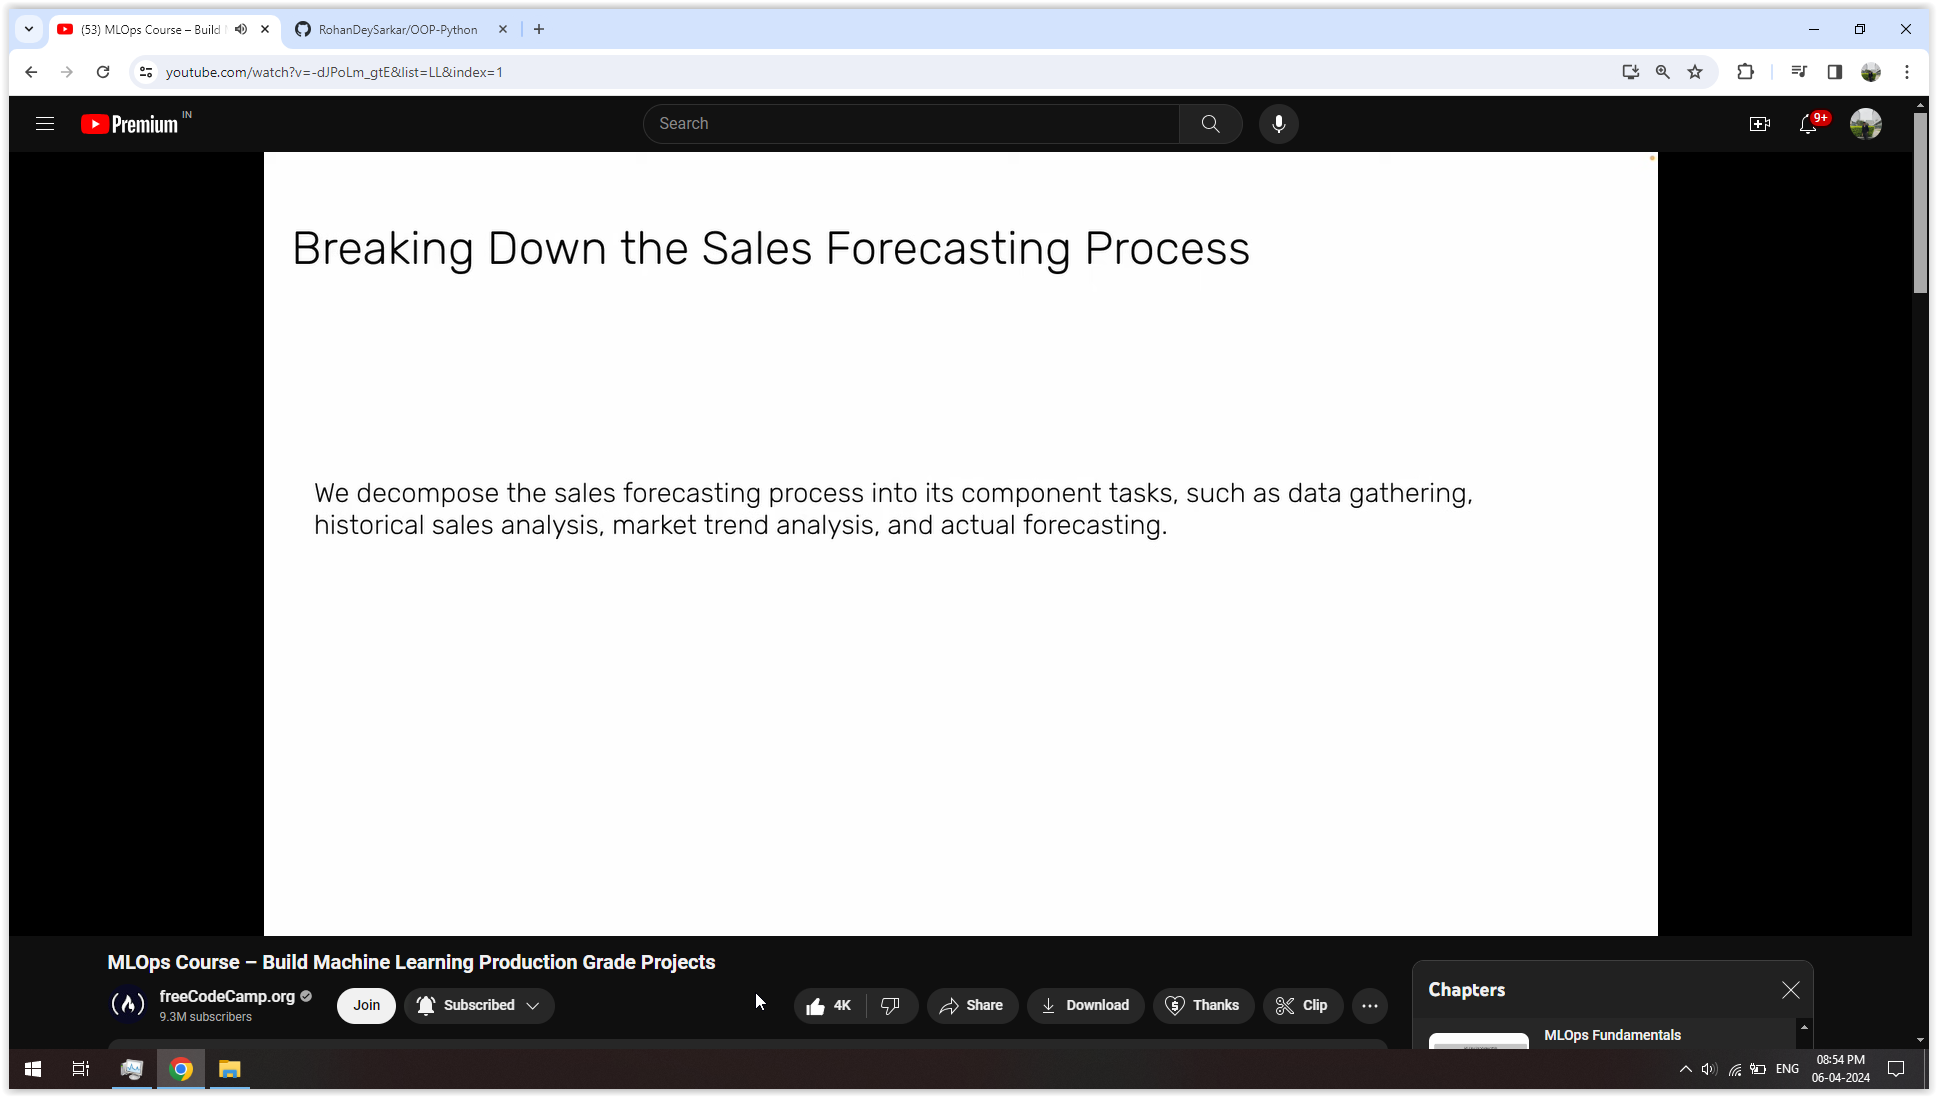 (53) MLOps Course – Build
RohanDeySarkar/OOP-Python
youtube.com/watch?v=-dJPoLm_gtE&list=LL&index=1
Premium IN
Search
9+
Breaking Down the Sales Forecasting Process
We decompose the sales forecasting process into its component tasks, such as data gathering,
historical sales analysis, market trend analysis, and actual forecasting.
MLOps Course – Build Machine Learning Production Grade Projects
freeCodeCamp.org
9.3M subscribers
Join
Subscribed
4K
Share
Download
Thanks
Clip
Chapters
MLOps Fundamentals
ENG
08:54 PM
06-04-2024